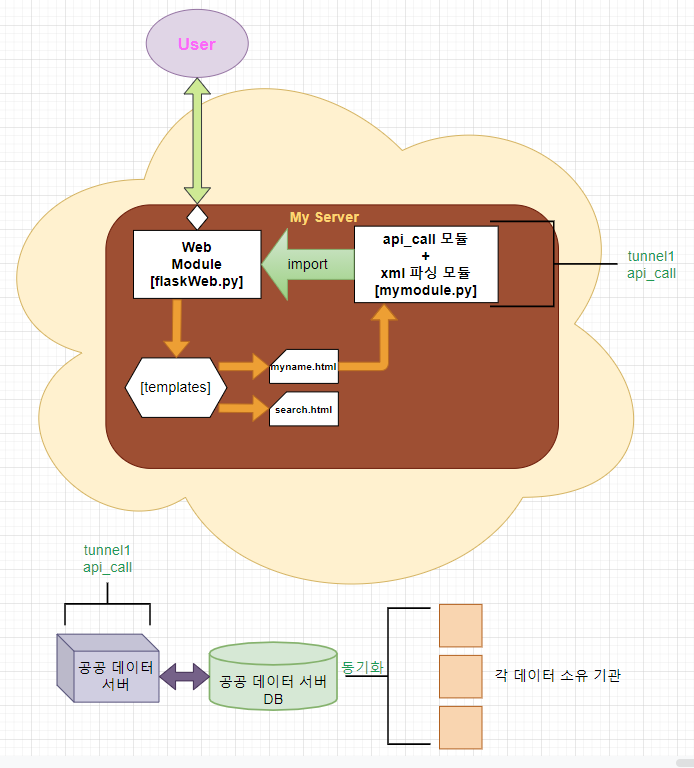 User
My Server
Web
Module
[flaskWeb.py]
import
api_call 모듈
+
xml 파싱 모듈
[mymodule.py]
tunnel1
api_call
[templates]
myname.html
search.html
tunnel1
api_call
공공 데이터
서버
공공 데이터 서버
DB
동기화
각 데이터 소유 기관